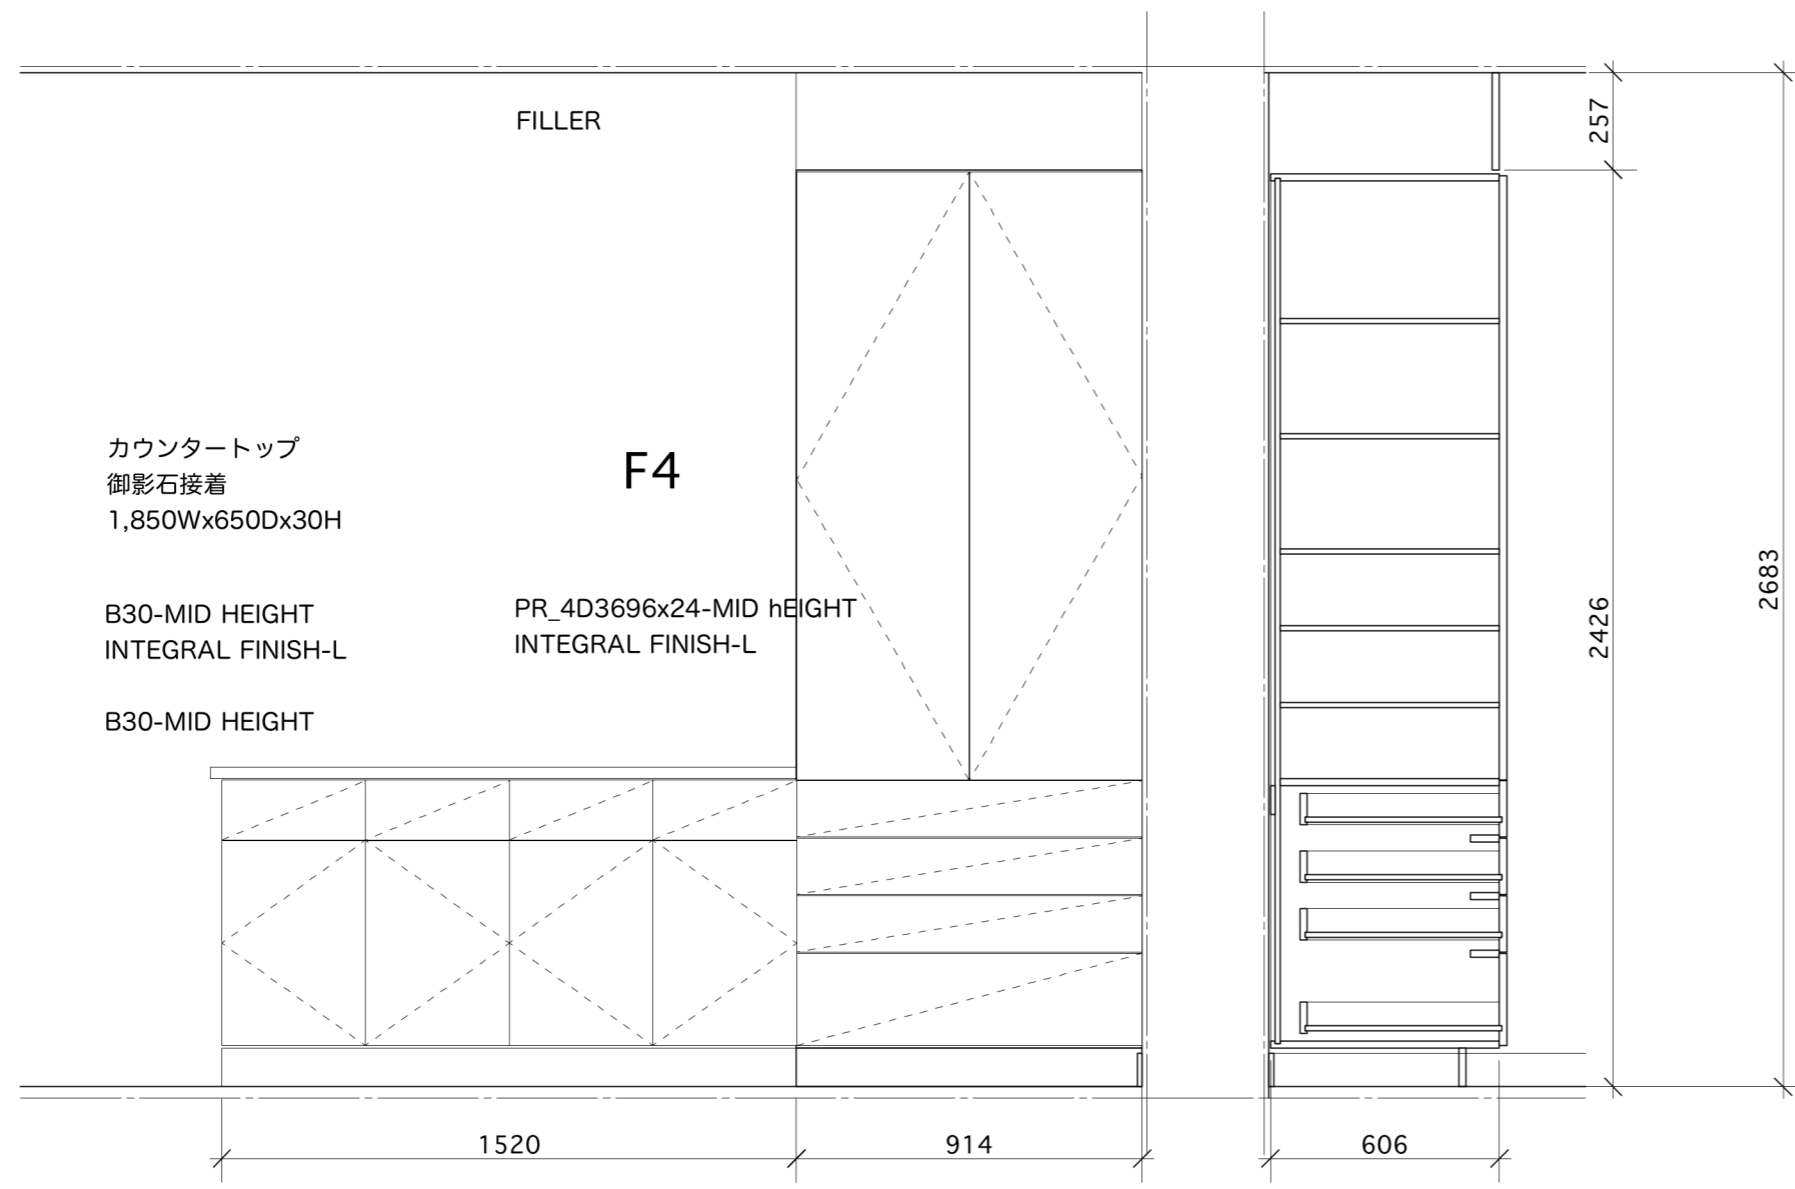 FILLER
257
カウンタートップ
御影石接着
1,850Wx650Dx30H
F4
2683
2426
B30-MID HEIGHT
INTEGRAL FINISH-L
PR_4D3696x24-MID hEIGHT
INTEGRAL FINISH-L
B30-MID HEIGHT
1520
914
606